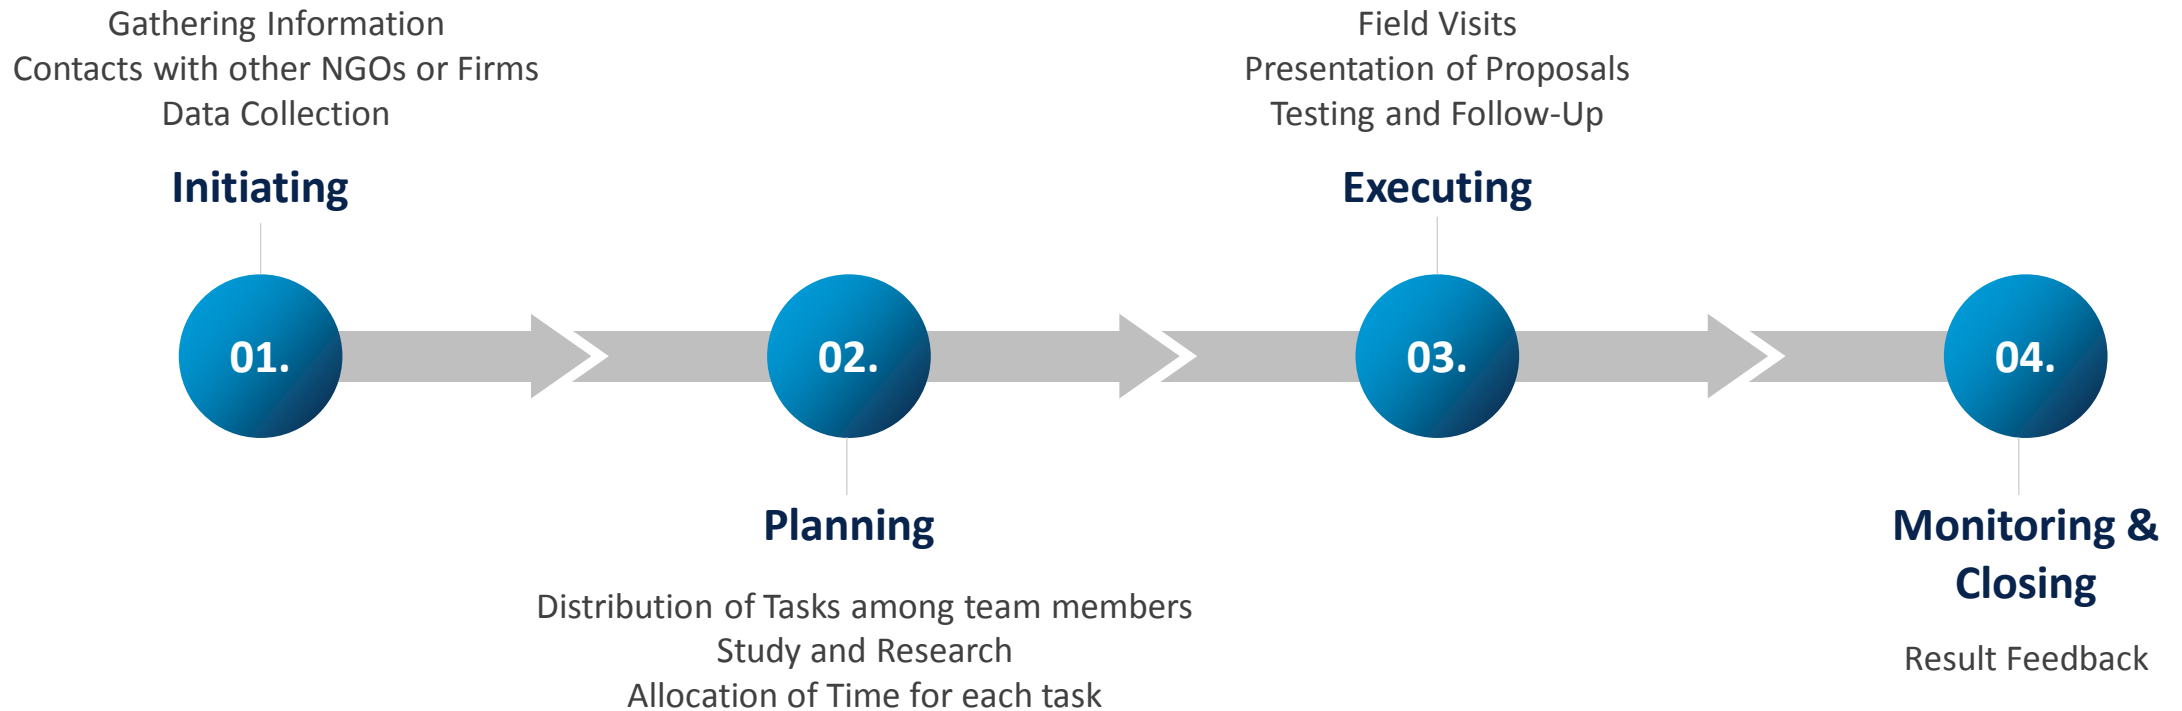 Gathering Information
Contacts with other NGOs or Firms
Data Collection
Initiating
01.
02.
Planning
Distribution of Tasks among team members
Study and Research
Allocation of Time for each task
Field Visits
Presentation of Proposals
Testing and Follow-Up
Executing
03.
04.
Monitoring &
Closing
Result Feedback